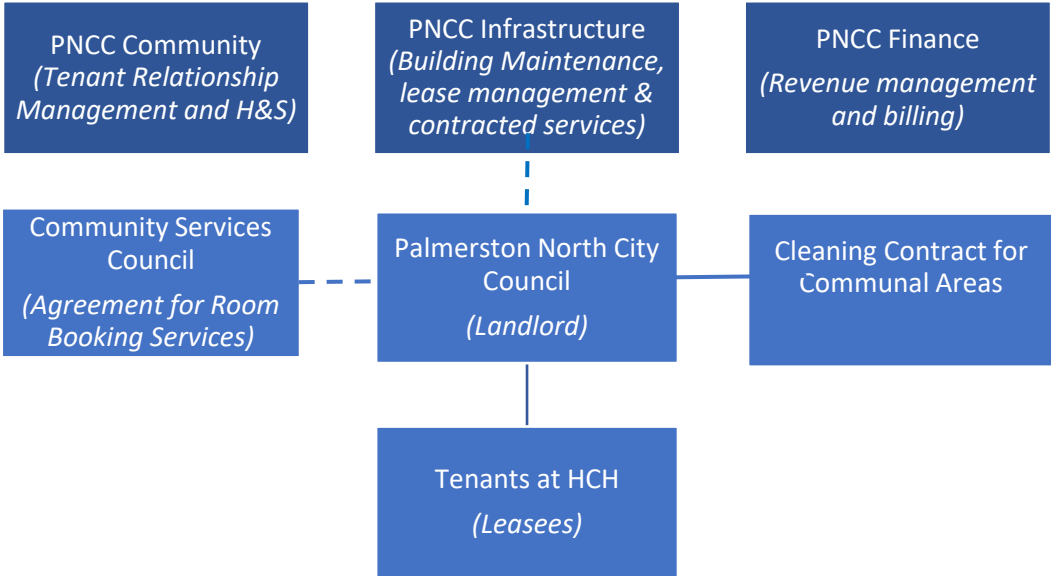 PNCC Community
(Tenant Relationship
Management and H&S)
PNCC Infrastructure
(Building Maintenance,
lease management &
contracted services)
PNCC Finance
(Revenue management
and billing)
Community Services
Council
(Agreement for Room
Booking Services)
Palmerston North City
Council
(Landlord)
Cleaning Contract for
Communal Areas
Tenants at HCH
(Leasees)